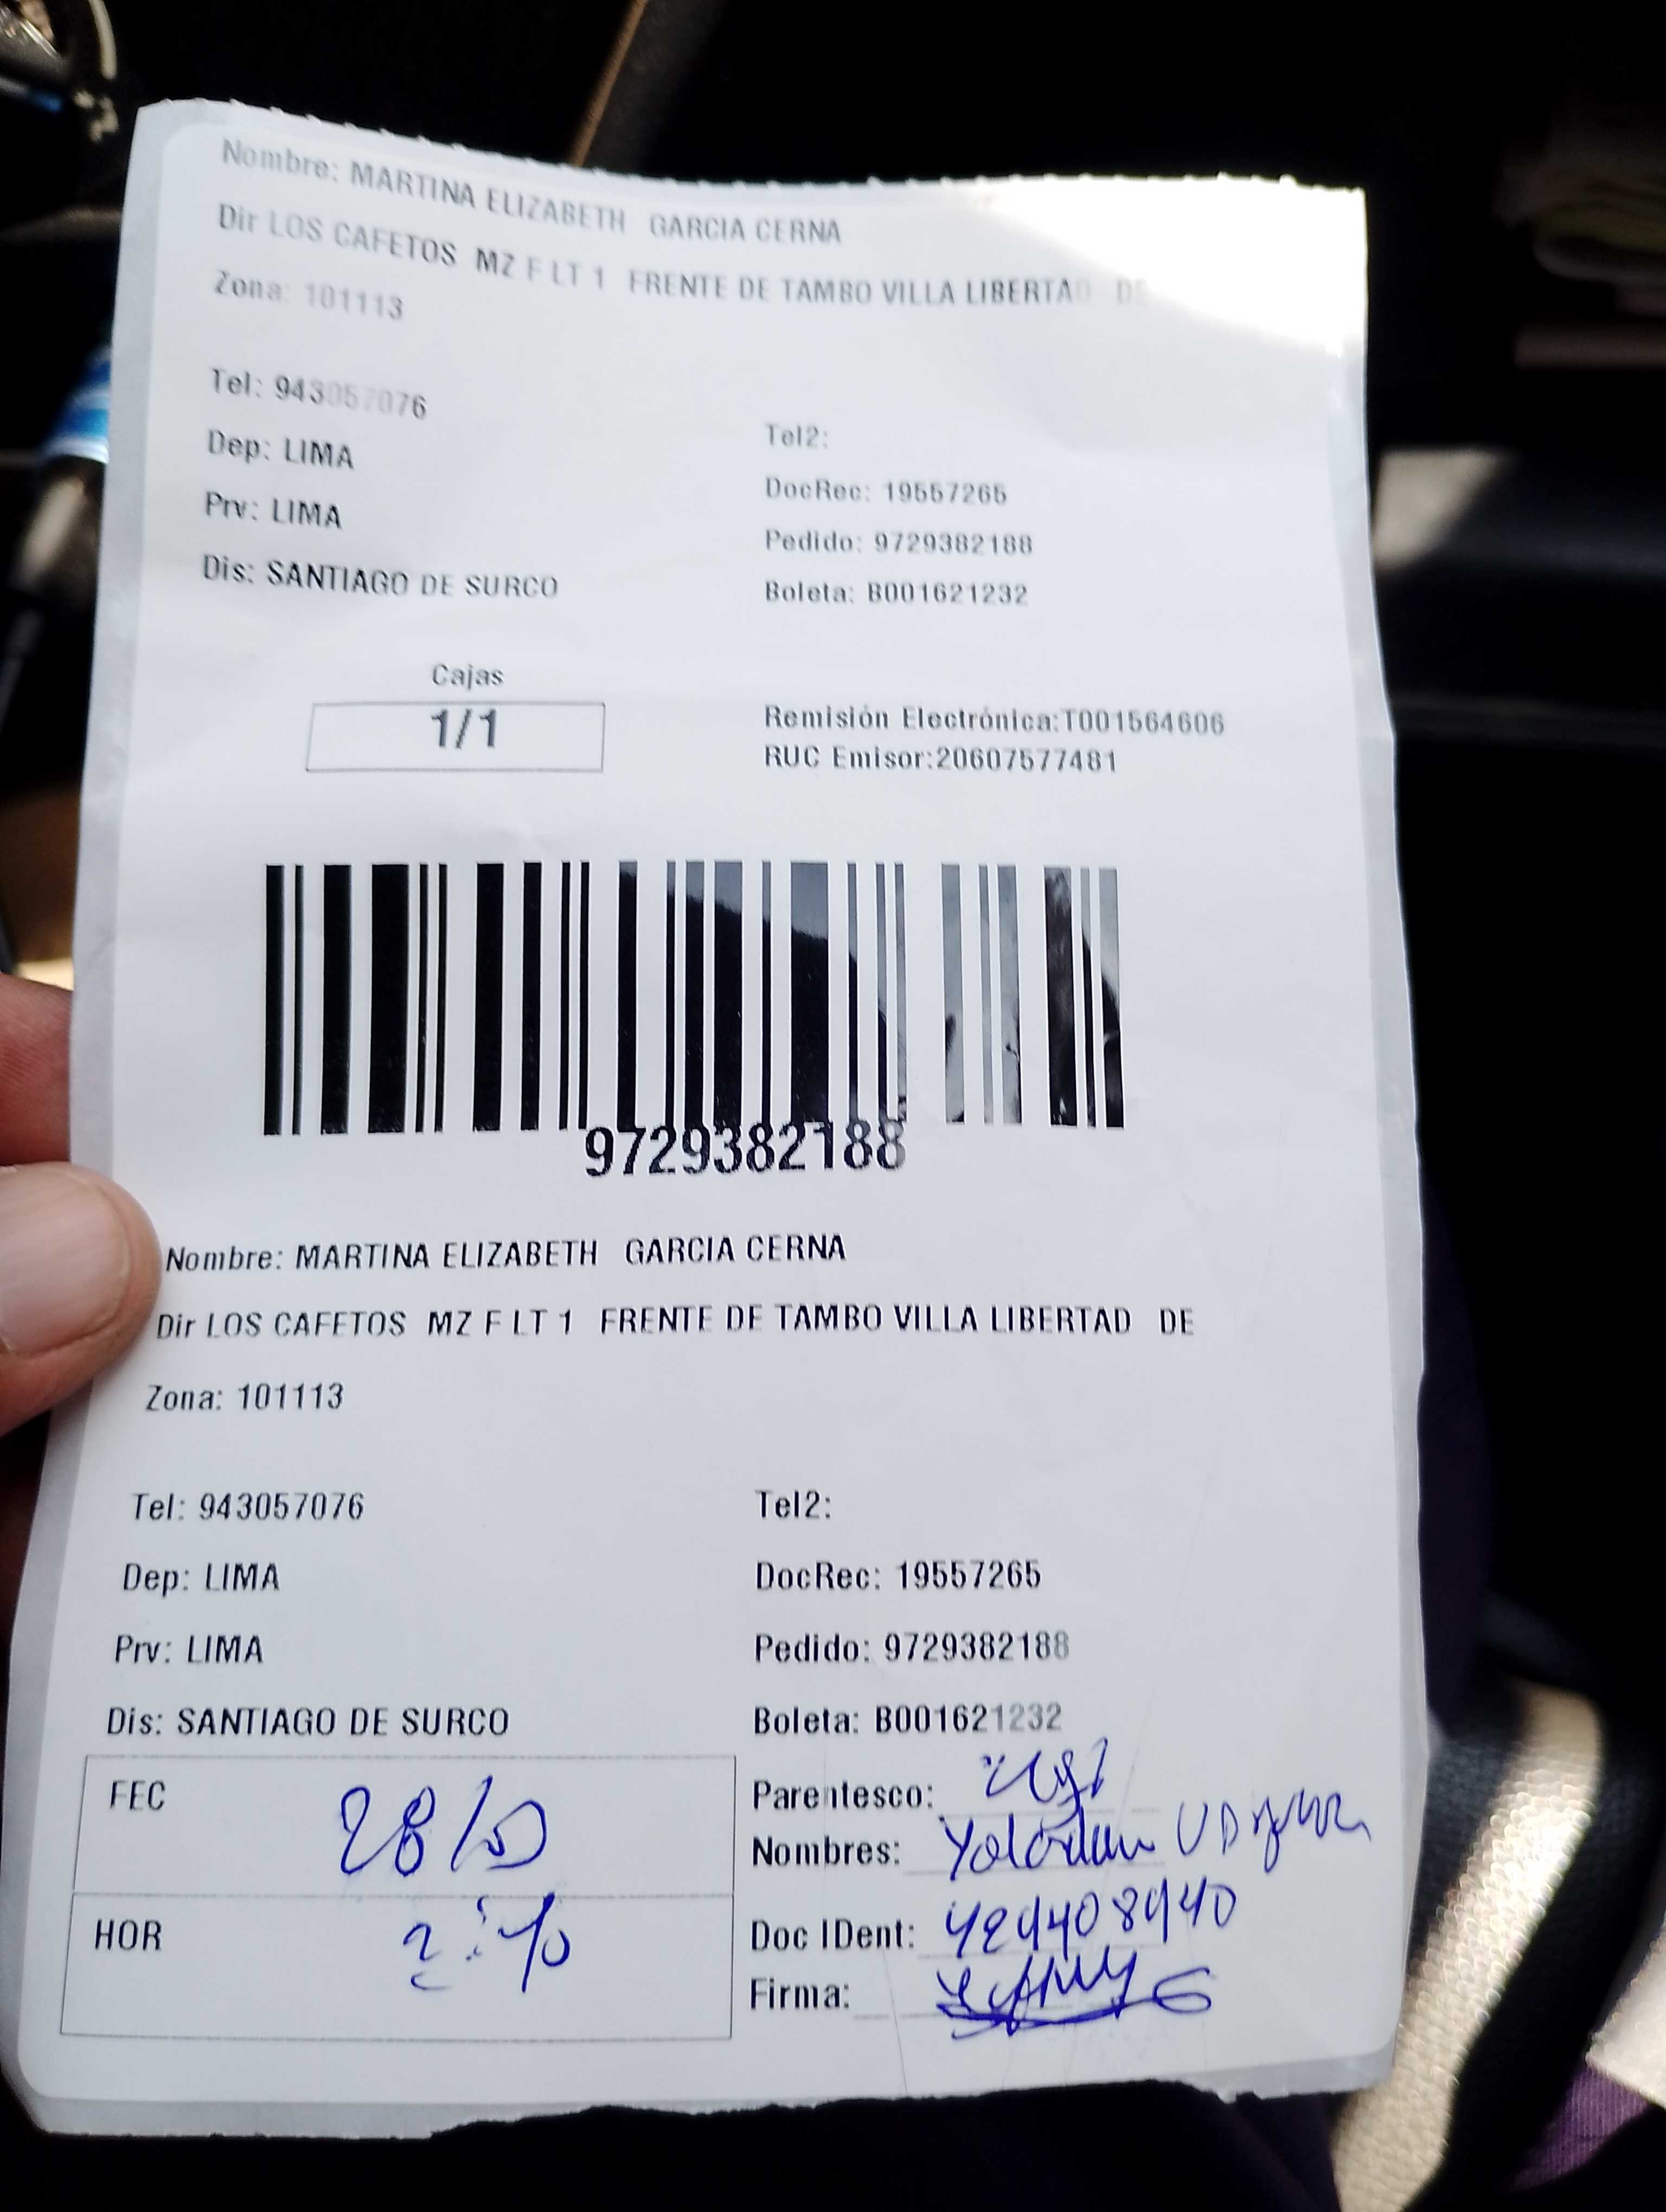 Nombre: MARTINA ELIZABETH GARCIA CERNA
Dir LOS CAFETOS MZ F LT 1 FRENTE DE TAMBO VILLA LIBERTAD DE
Zona: 101113
Tel: 943057076
Tel2:
Dep: LIMA
DocRec: 19557265
Prv: LIMA
Pedido: 9729382188
Dis: SANTIAGO DE SURCO
Boleta: B001621232
Cajas
1/1
Remisión Electrónica:T001564606
RUC Emisor:20607577481
9729382188
Nombre: MARTINA ELIZABETH GARCIA CERNA
Dir LOS CAFETOS MZ F LT 1 FRENTE DE TAMBO VILLA LIBERTAD DE
Zona: 101113
Tel: 943057076
Tel2:
Dep: LIMA
DocRec: 19557265
Prv: LIMA
Pedido: 9729382188
Dis: SANTIAGO DE SURCO
Boleta: B001621232
FEC 28/10
Parentesco:
Nombres:
HOR
Doc IDent:
Firma: